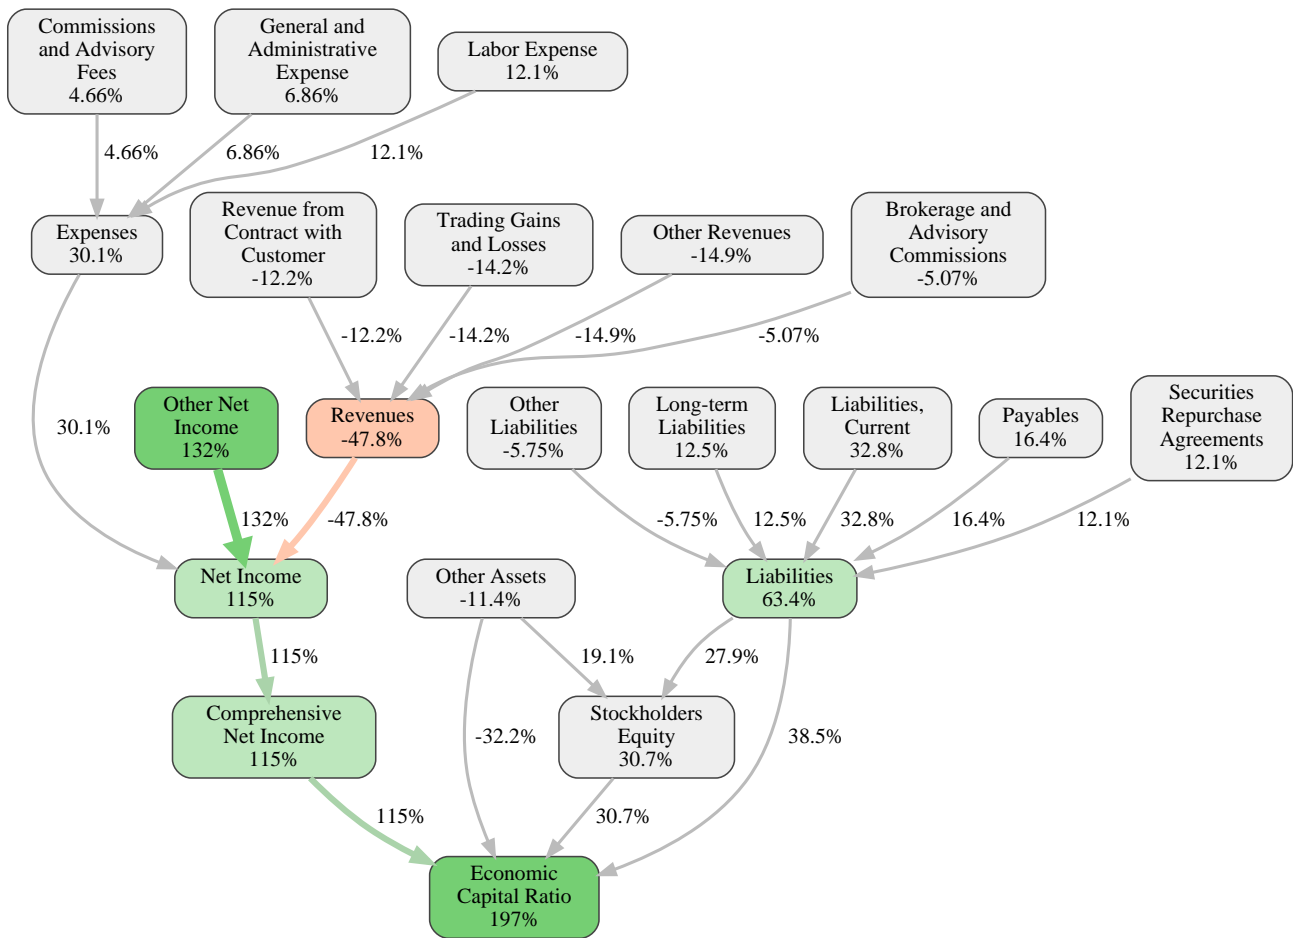 Commissions
and Advisory
Fees
4.66%
General and
Administrative
Expense
6.86%
Labor Expense
12.1%
4.66%
6.86%
12.1%
Expenses
30.1%
Revenue from
Contract with
Customer
-12.2%
Trading Gains
and Losses
-14.2%
Other Revenues
-14.9%
Brokerage and
Advisory
Commissions
-5.07%
-12.2%
-14.2%
-14.9%
-5.07%
30.1%
Other Net
Income
132%
Revenues
-47.8%
Other
Liabilities
-5.75%
Long-term
Liabilities
12.5%
Liabilities,
Current
32.8%
Payables
16.4%
Securities
Repurchase
Agreements
12.1%
132%
-47.8%
-5.75%
12.5%
32.8%
16.4%
12.1%
Net Income
115%
Other Assets
-11.4%
Liabilities
63.4%
115%
19.1%
27.9%
Comprehensive
Net Income
115%
-32.2%
Stockholders
Equity
30.7%
38.5%
115%
30.7%
Economic
Capital Ratio
197%